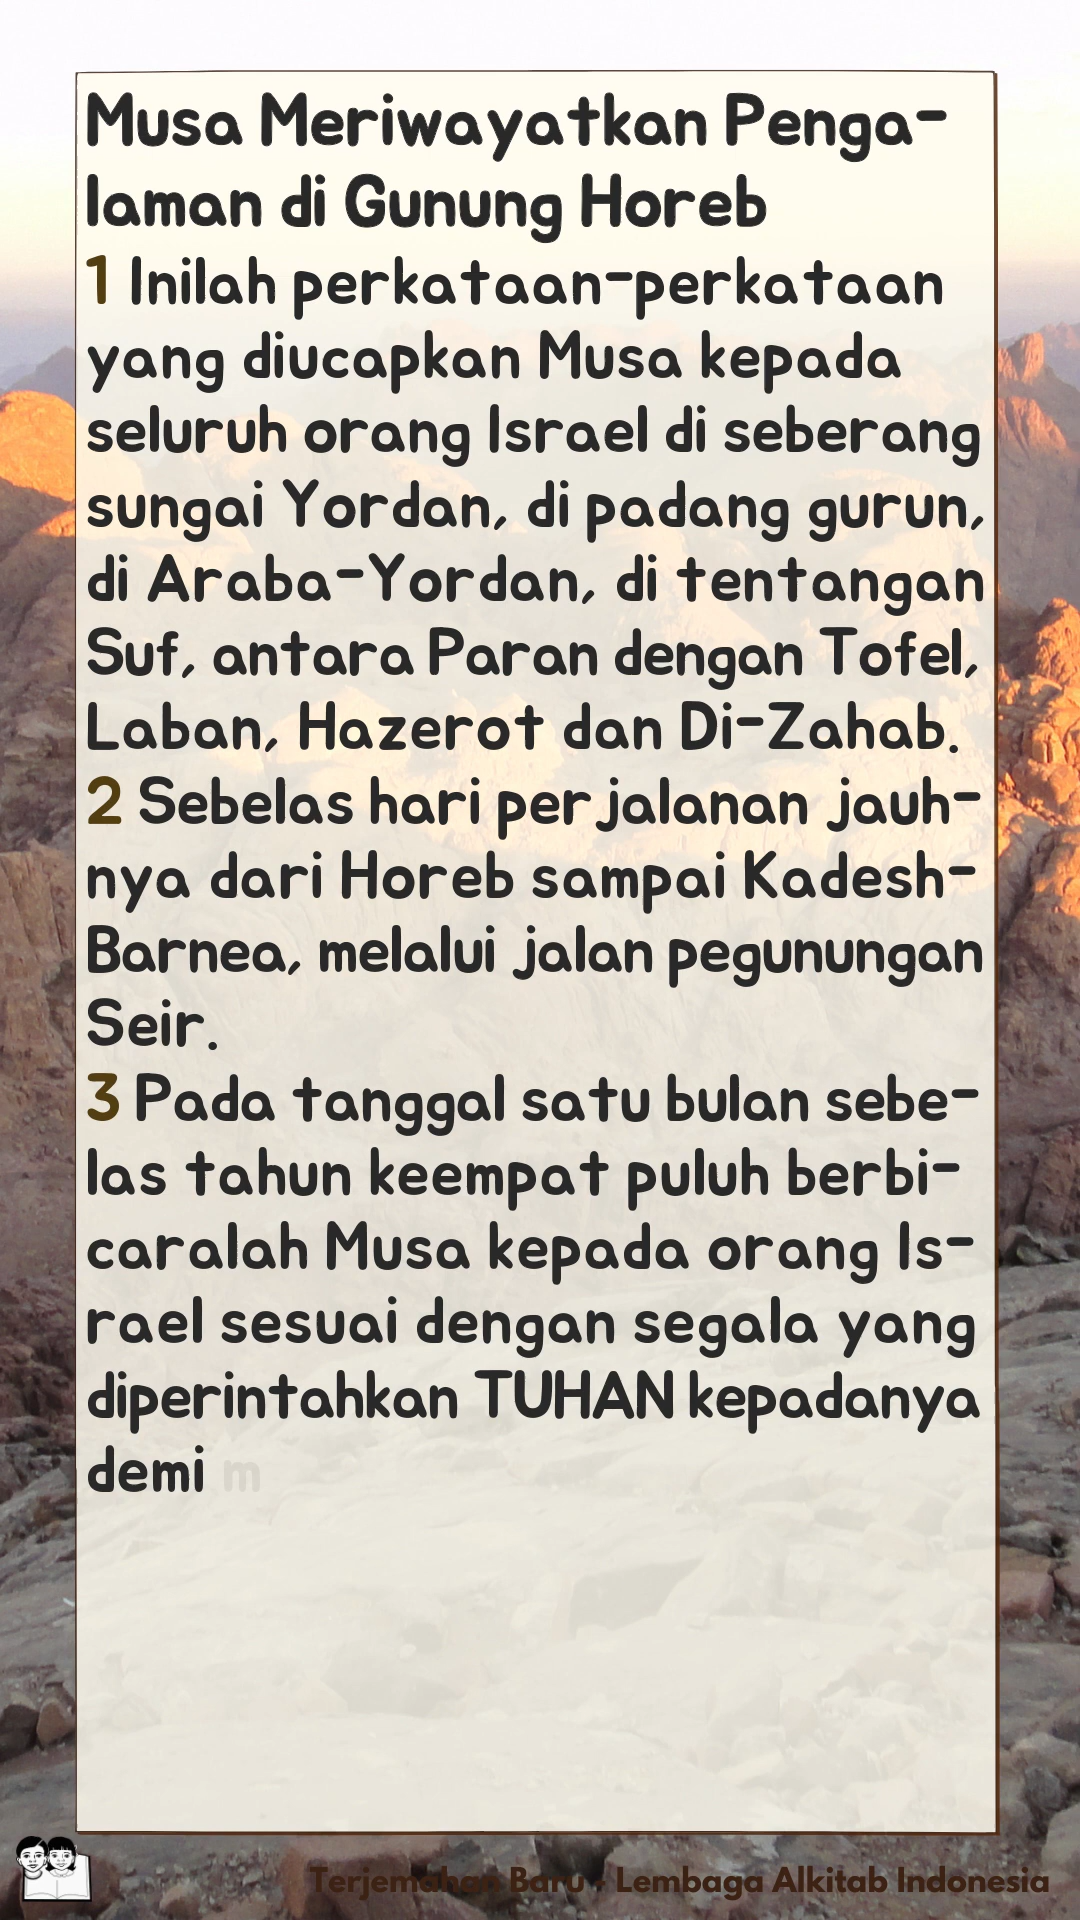 Musa Meriwayatkan Penga-
laman di Gunung Horeb
1 Inilah perkataan-perkataan
yang diucapkan Musa kepada
seluruh orang Israel di seberang
sungai Yordan, di padang gurun,
di Araba-Yordan, di tentangan
Suf, antara Paran dengan Tofel,
Laban, Hazerot dan Di-Zahab.
2 Sebelas hari perjalanan jauh-
nya dari Horeb sampai Kadesh-
Barnea, melalui jalan pegunungan
Seir.
3 Pada tanggal satu bulan sebe-
las tahun keempat puluh berbi-
caralah Musa kepada orang Is-
rael sesuai dengan segala yang
diperintahkan TUHAN kepadanya
demi m
Terjemahan Baru - Lembaga Alkitab Indonesia